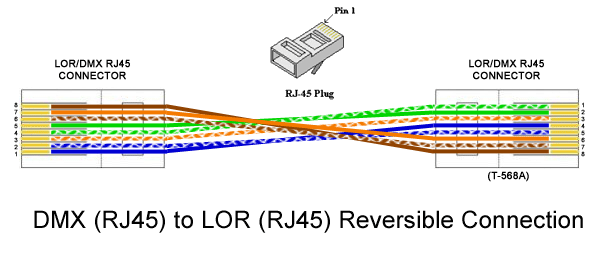 Pin 1
LOR/DMX RJ45
CONNECTOR
RJ-45 Plug
LOR/DMX RJ45
CONNECTOR
8
7
6
5
4
3
2
1
1
2
3
4
5
6
7
8
(T-568A)
DMX (RJ45) to LOR (RJ45) Reversible Connection